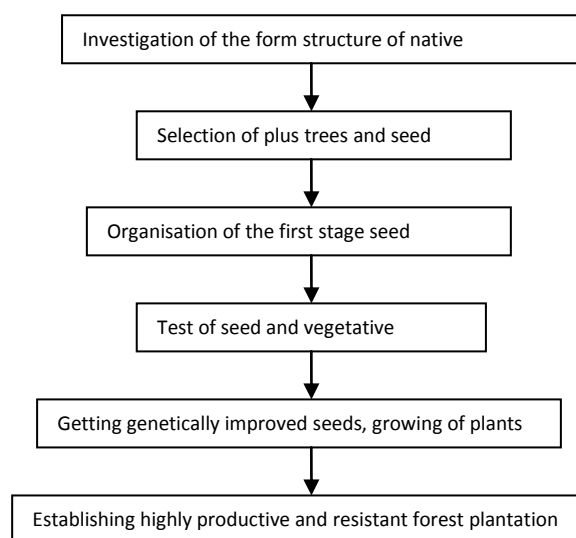 Investigation of the form structure of native
Selection of plus trees and seed
Organisation of the first stage seed
Test of seed and vegetative
Getting genetically improved seeds, growing of plants
Establishing highly productive and resistant forest plantation